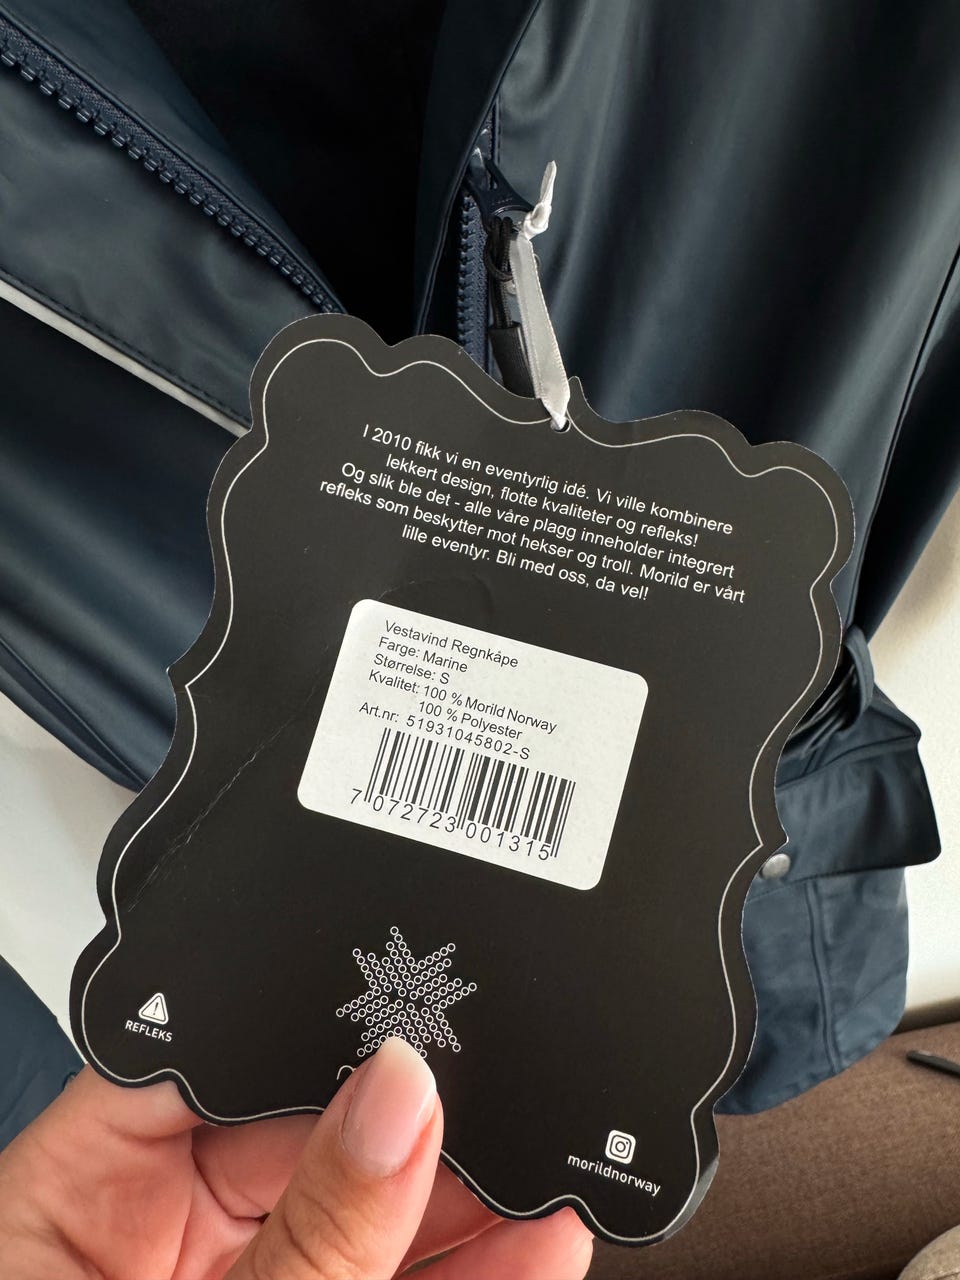 I 2010 fikk vi en eventyrlig idé. Vi ville kombinere
lekkert design, flotte kvaliteter og refleks!
Og slik ble det - alle våre plagg inneholder integrert
refleks som beskytter mot hekser og troll. Morild er vårt
lille eventyr. Bli med oss, da vel!
Vestavind Regnkåpe
Farge: Marine
Størrelse: S
Kvalitet: 100 % Morild Norway
100 % Polyester
Art.nr: 51931045802-S
7 072723 001315
REFLEKS
morildnorway